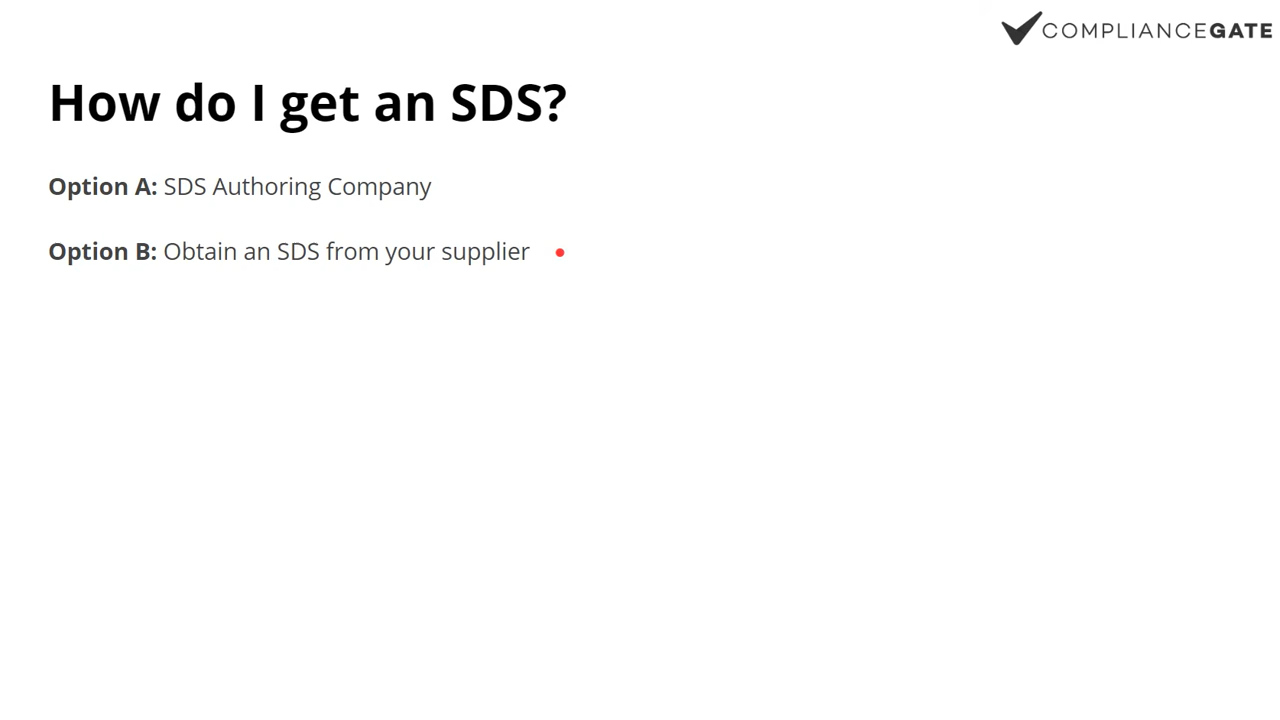 COMPLIANCEGATE
How do I get an SDS?
Option A: SDS Authoring Company
Option B: Obtain an SDS from your supplier